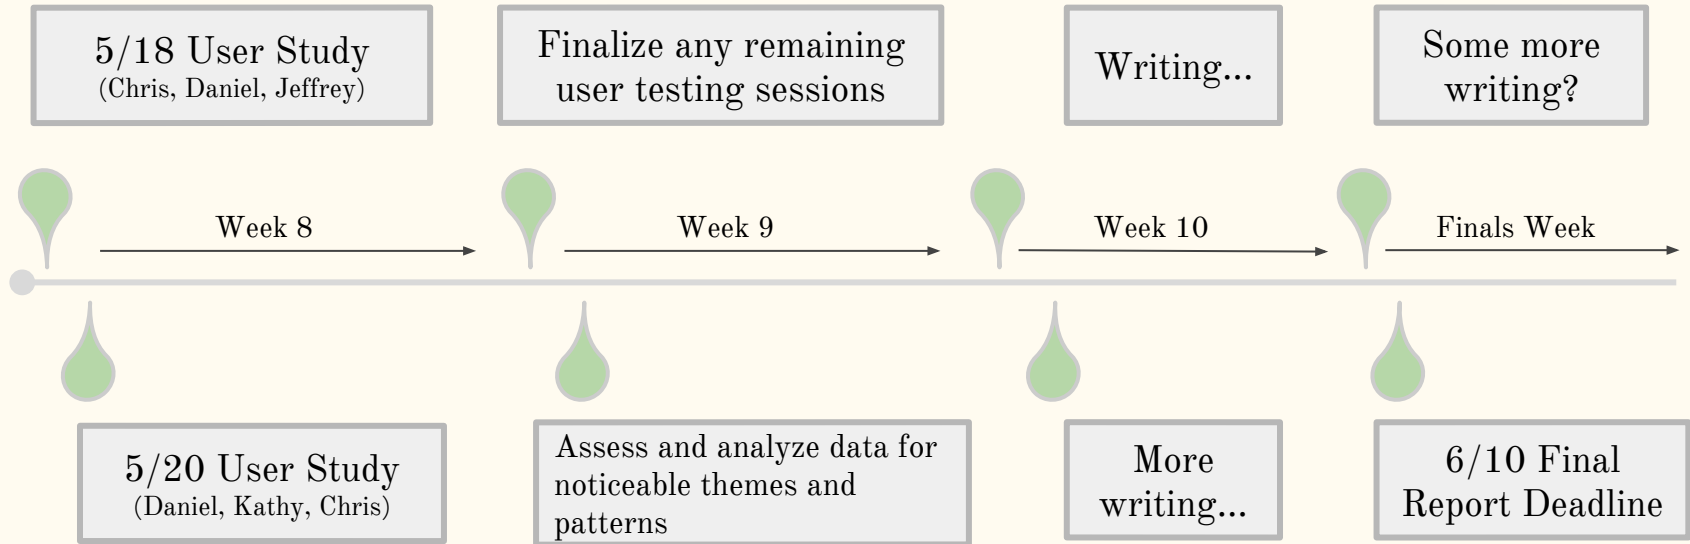 5/18 User Study
(Chris, Daniel, Jeffrey)
Finalize any remaining
user testing sessions
Writing...
Some more
writing?
Week 8
Week 9
Week 10
Finals Week
5/20 User Study
(Daniel, Kathy, Chris)
Assess and analyze data for
noticeable themes and
patterns
More
writing...
6/10 Final
Report Deadline